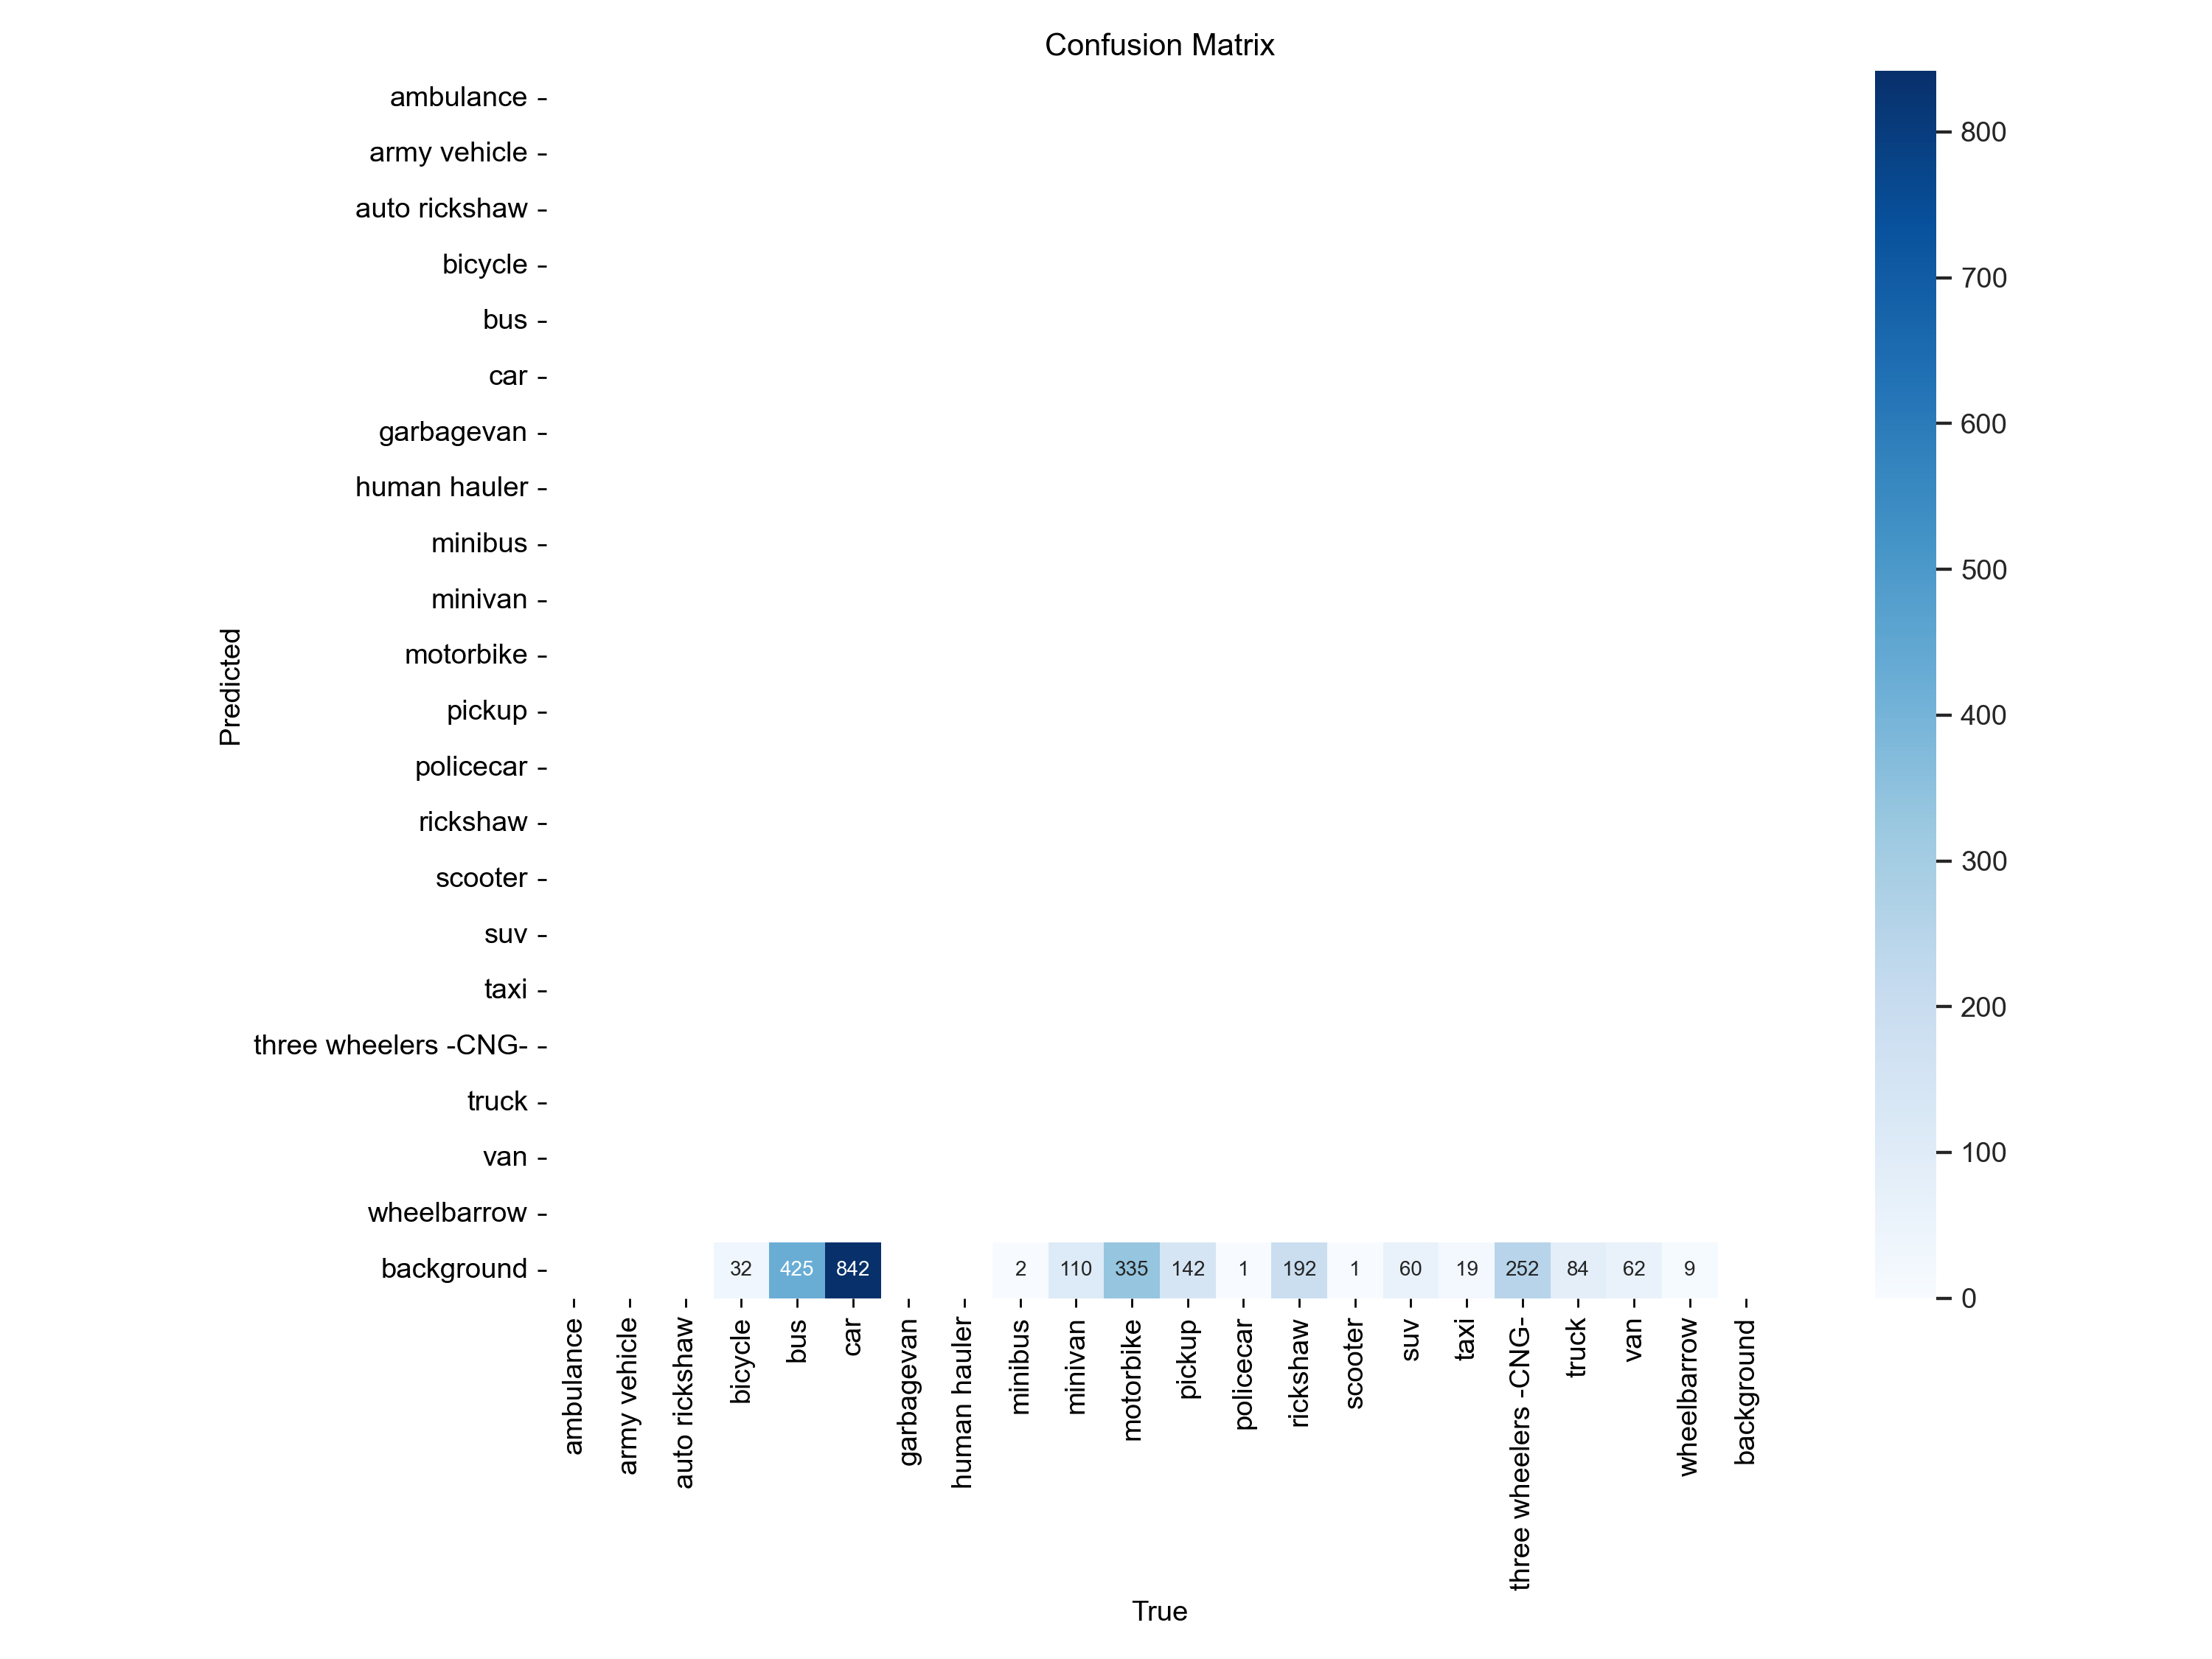 Confusion Matrix
ambulance
army vehicle
auto rickshaw
bicycle
bus
car
garbagevan
human hauler
minibus
minivan
motorbike
pickup
policecar
rickshaw
scooter
suv
taxi
three wheelers -CNG-
truck
van
wheelbarrow
background
Predicted
32 425 842 2 110 335 142 1 192 1 60 19 252 84 62 9
ambulance
army vehicle
auto rickshaw
bicycle
bus
car
garbagevan
human hauler
minibus
minivan
motorbike
pickup
policecar
rickshaw
scooter
suv
taxi
three wheelers -CNG-
truck
van
wheelbarrow
background
True
800
700
600
500
400
300
200
100
0